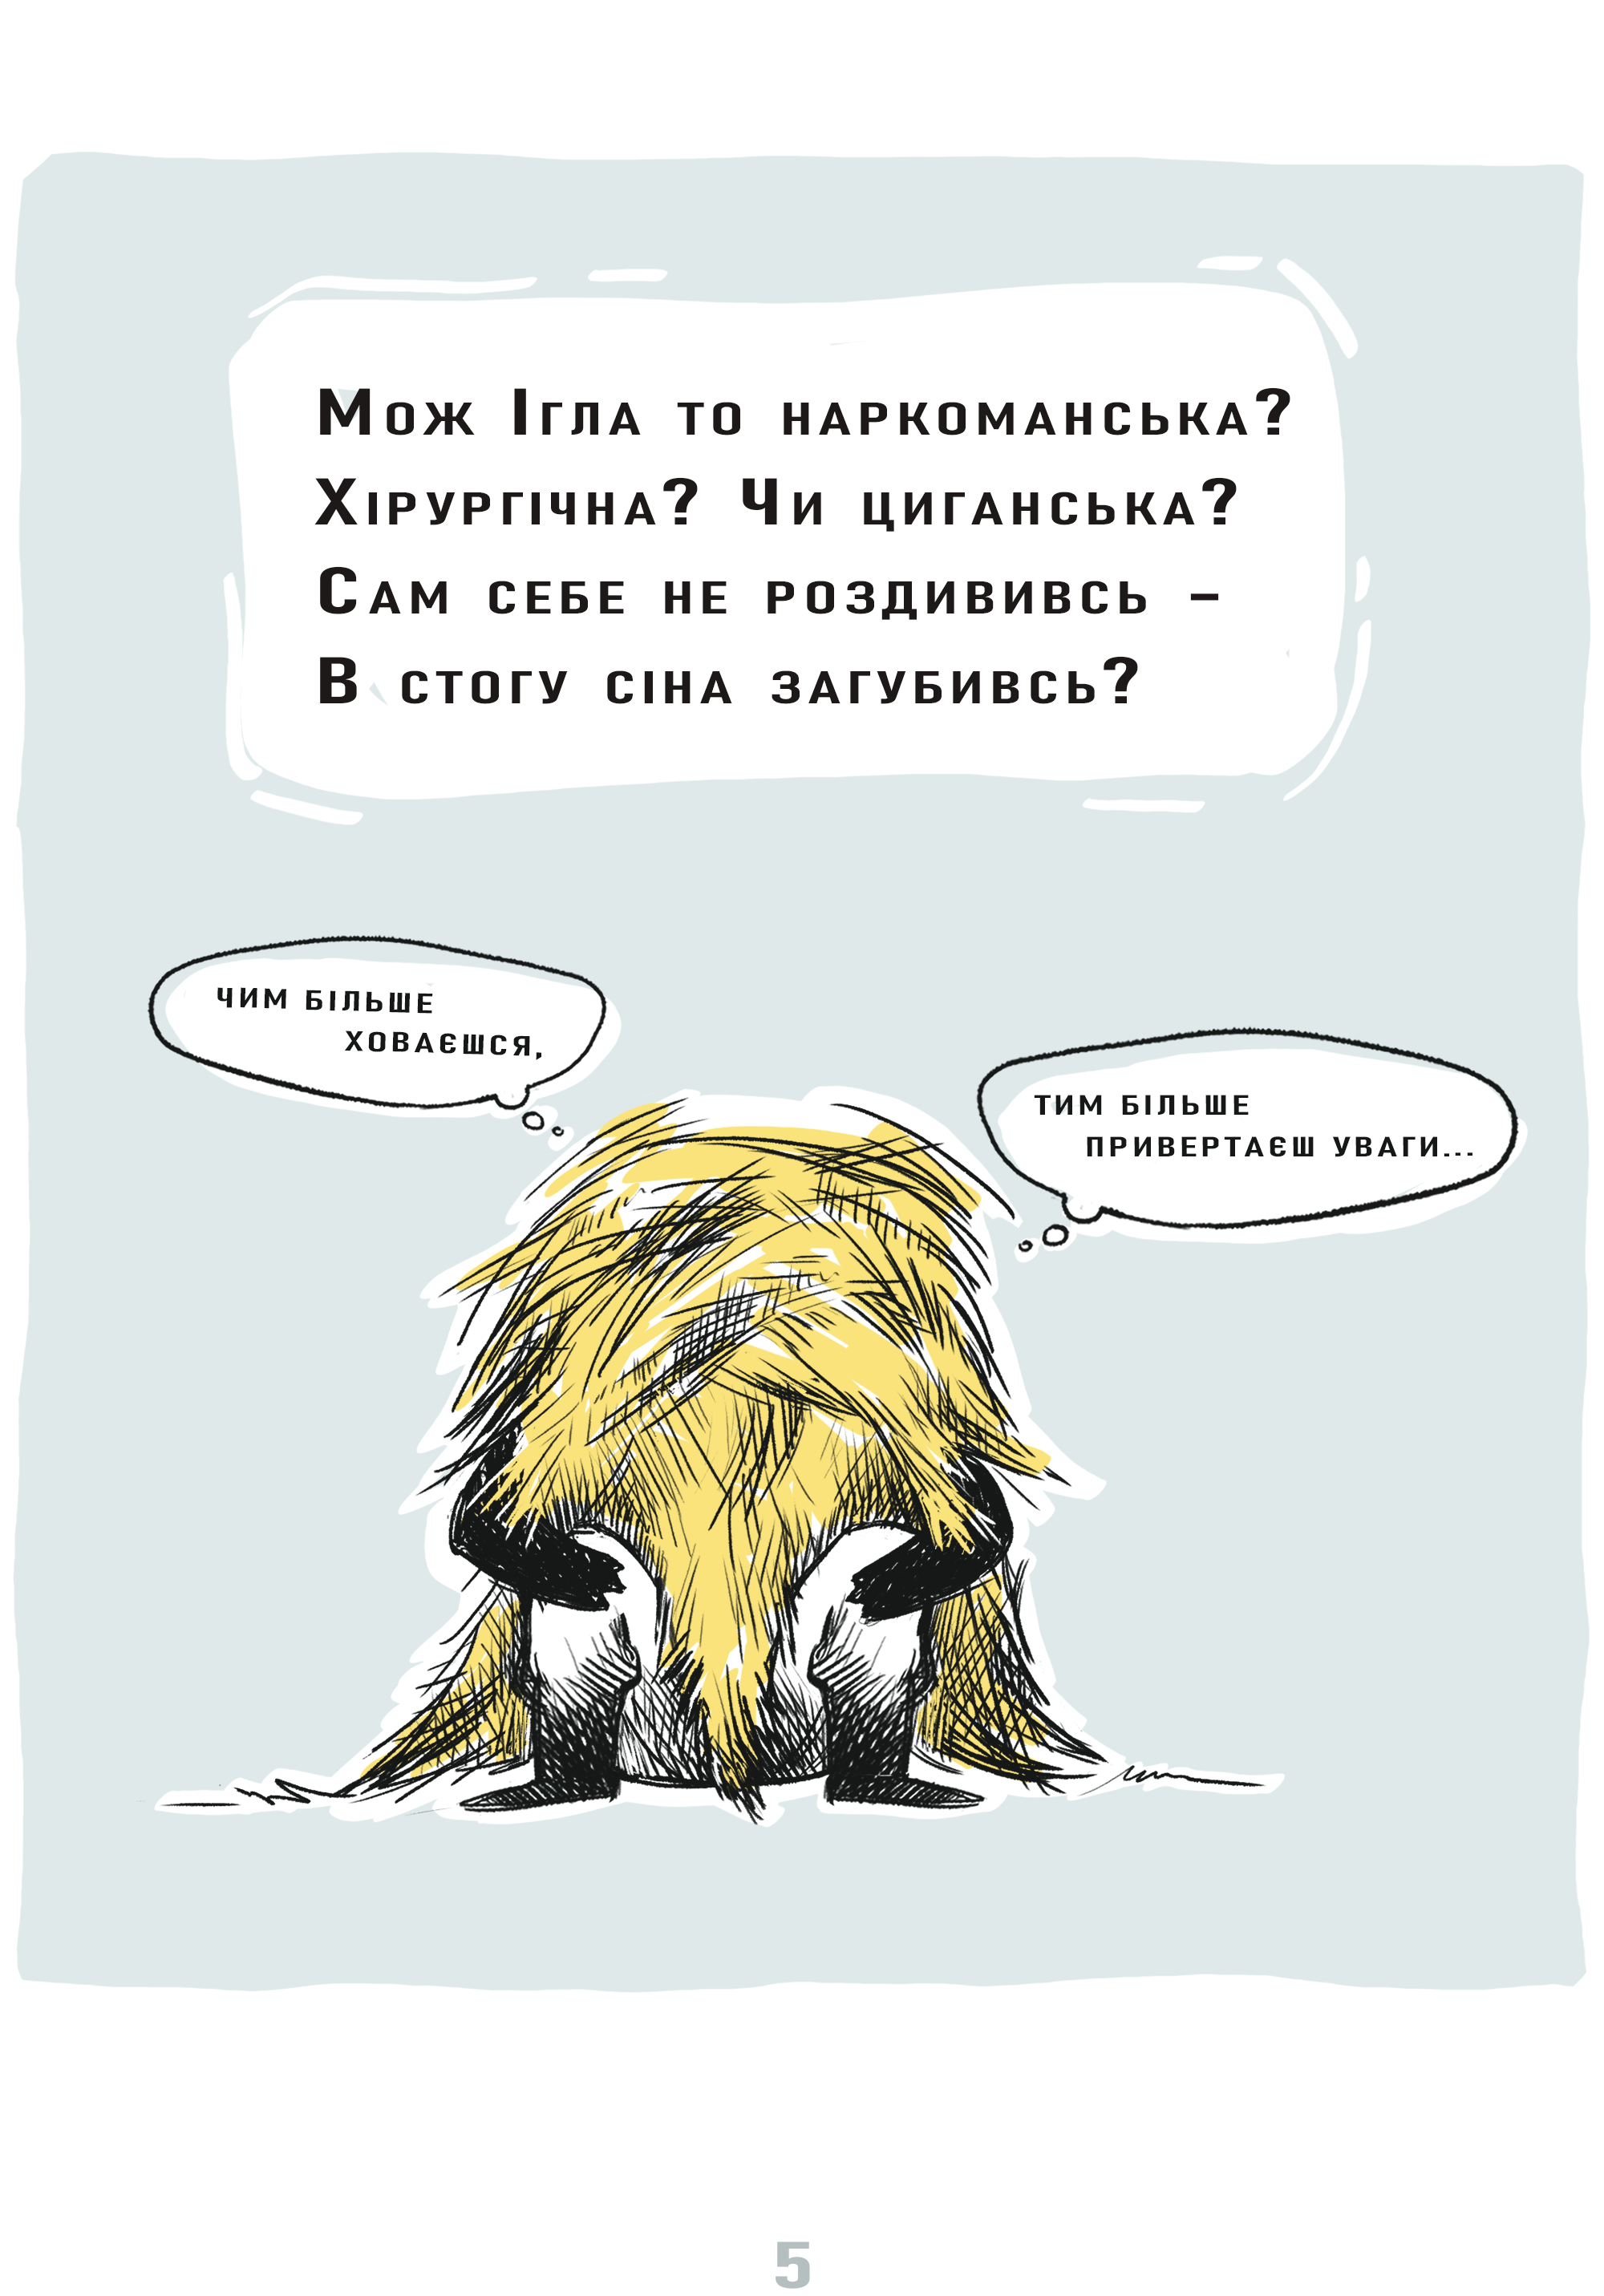 Мож Ігла то наркоманська?
Хірургічна? Чи циганська?
Сам себе не роздививсь –
В стогу сіна загубивсь?
чим більше
ховаєшся,
тим більше
привертаєш уваги...
5